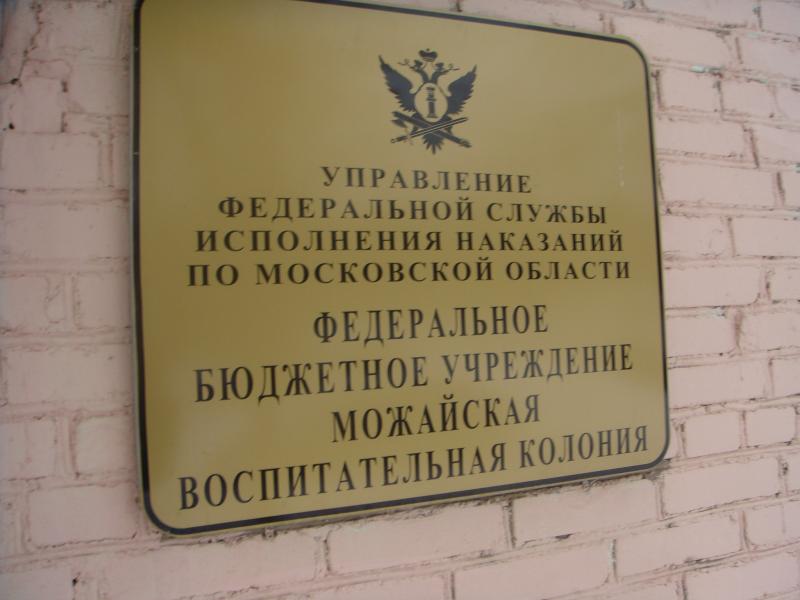 УПРАВЛЕНИЕ
ФЕДЕРАЛЬНОЙ СЛУЖБЫ
ИСПОЛНЕНИЯ НАКАЗАНИЙ
ПО МОСКОВСКОЙ ОБЛАСТИ
ФЕДЕРАЛЬНОЕ
БЮДЖЕТНОЕ УЧРЕЖДЕНИЕ
МОЖАЙСКАЯ
ВОСПИТАТЕЛЬНАЯ КОЛОНИЯ